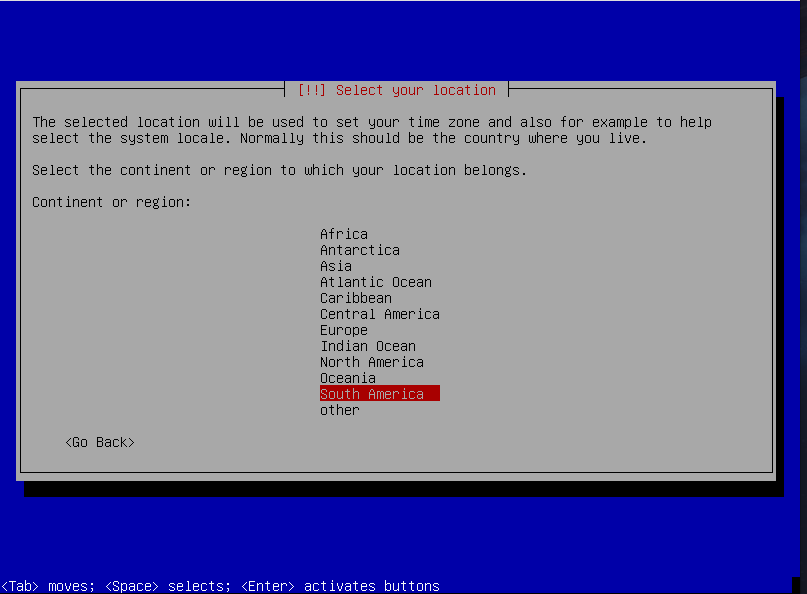 [!!] Select your location
The selected location will be used to set your time zone and also for example to help
select the system locale. Normally this should be the country where you live.
Select the continent or region to which your location belongs.
Continent or region:
Africa
Antarctica
Asia
Atlantic Ocean
Caribbean
Central America
Europe
Indian Ocean
North America
Oceania
South America
other
<Go Back>
<Tab> moves; <Space> selects; <Enter> activates buttons